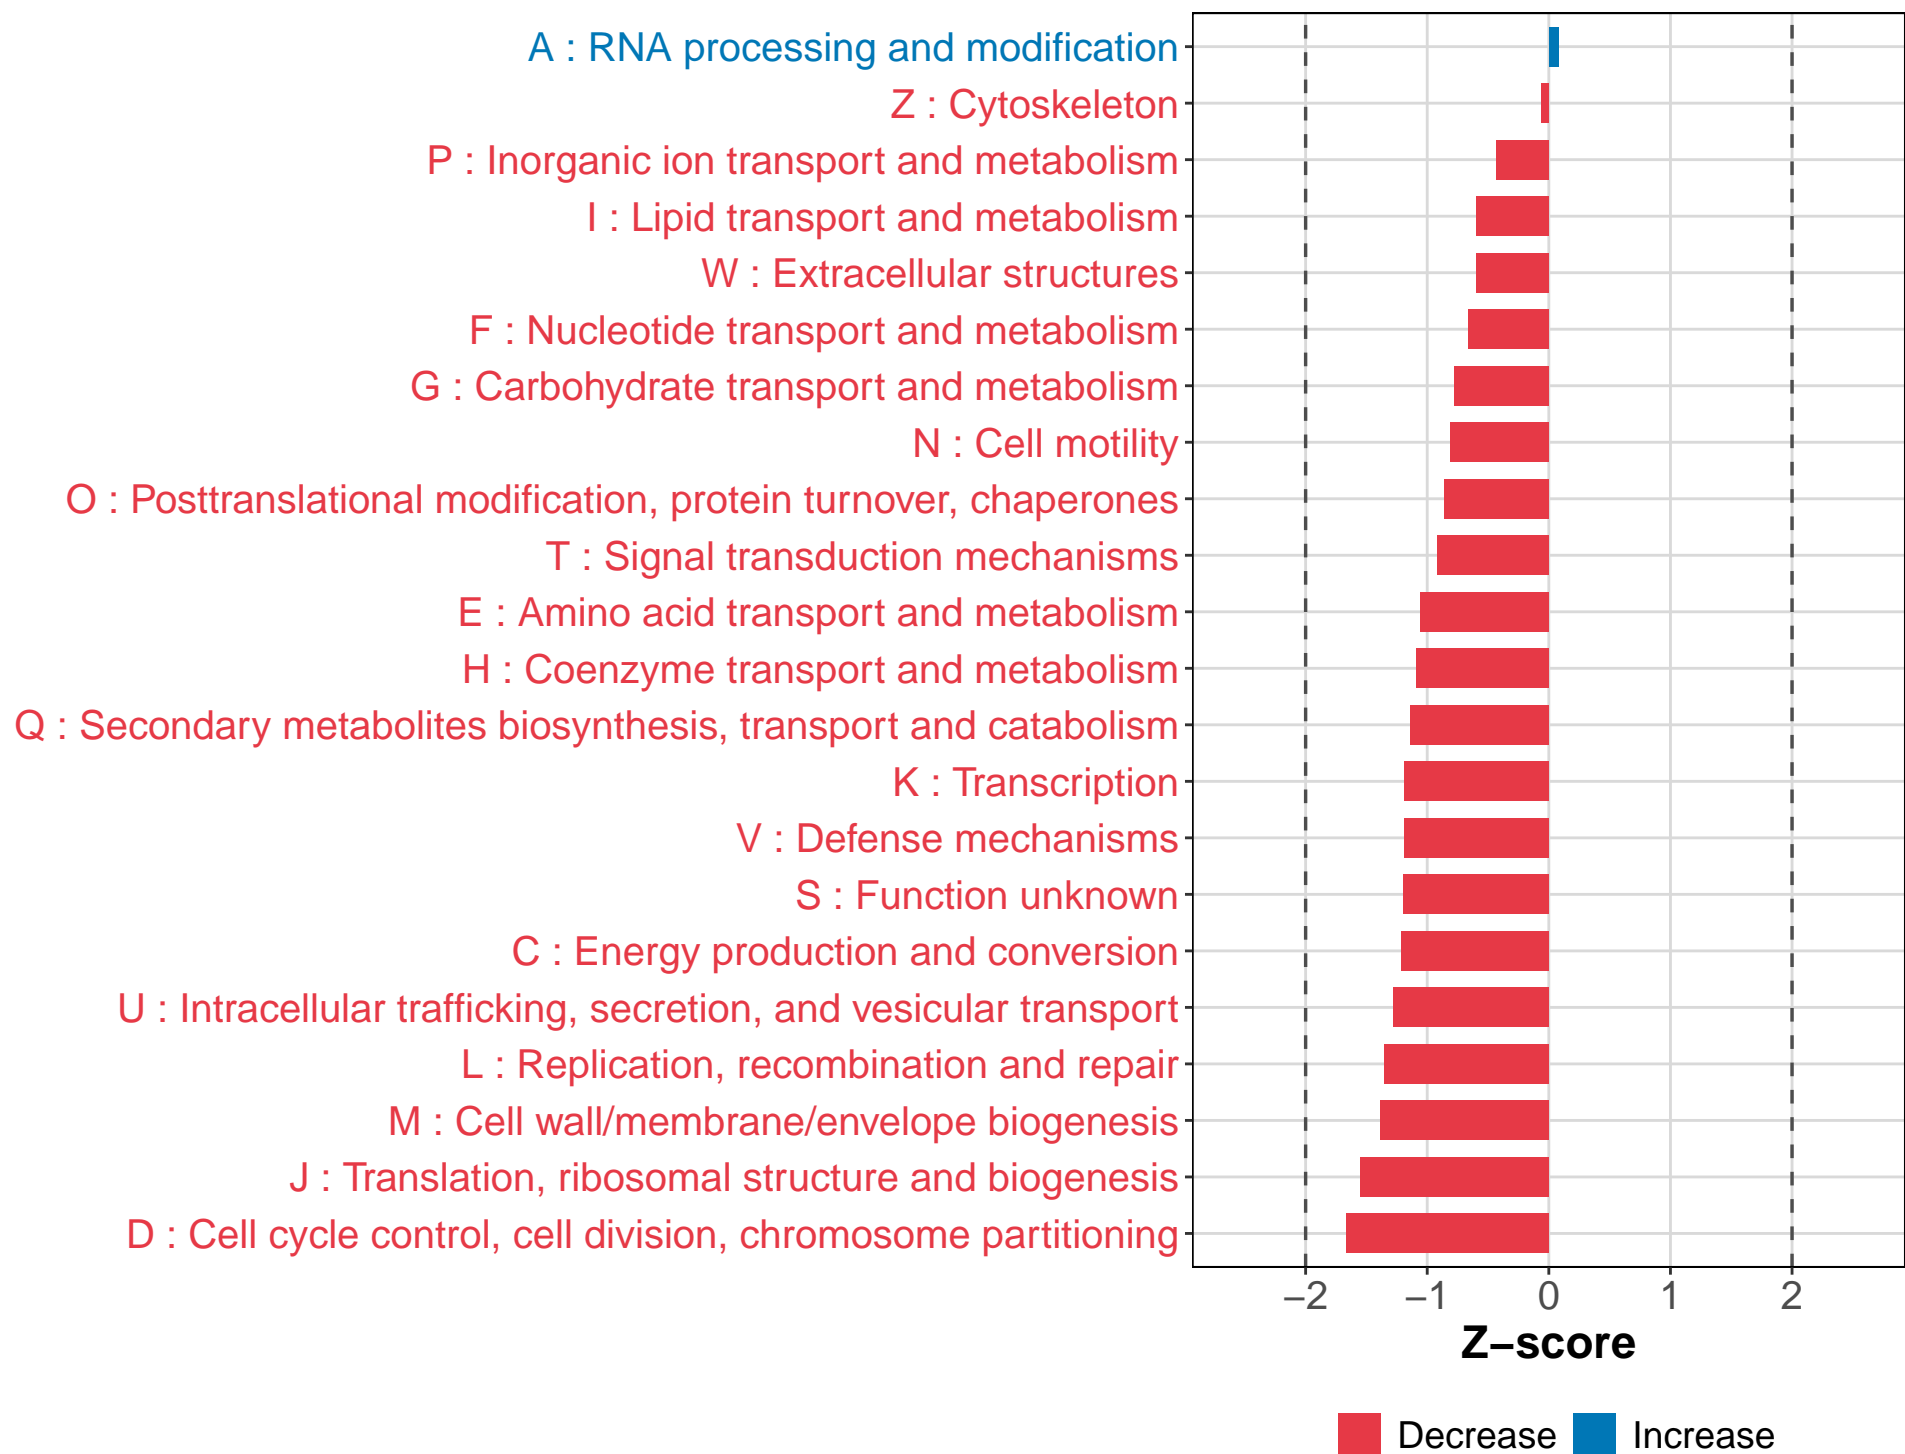 A : RNA processing and modification
Z : Cytoskeleton
P : Inorganic ion transport and metabolism
I : Lipid transport and metabolism
W : Extracellular structures
F : Nucleotide transport and metabolism
G : Carbohydrate transport and metabolism
N : Cell motility
O : Posttranslational modification, protein turnover, chaperones
T : Signal transduction mechanisms
E : Amino acid transport and metabolism
H : Coenzyme transport and metabolism
Q : Secondary metabolites biosynthesis, transport and catabolism
K : Transcription
V : Defense mechanisms
S : Function unknown
C : Energy production and conversion
U : Intracellular trafficking, secretion, and vesicular transport
L : Replication, recombination and repair
M : Cell wall/membrane/envelope biogenesis
J : Translation, ribosomal structure and biogenesis
D : Cell cycle control, cell division, chromosome partitioning
−2 −1 0 1 2
Z−score
Decrease Increase